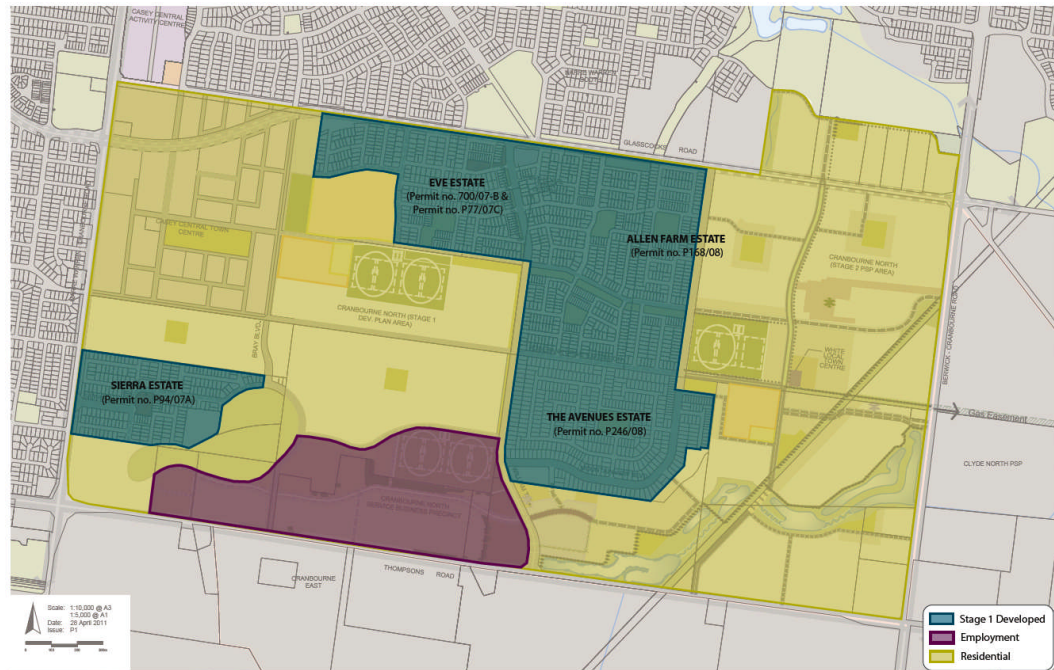 CASEY CENTRAL
ACTIVITY CENTRE
GLASSCOCKS ROAD
EVE ESTATE
(Permit no. 700/07-B &
Permit no. P77/07C)
ALLEN FARM ESTATE
(Permit no. P168/08)
CASEY CENTRAL TOWN
CENTRE
CRANBOURNE NORTH
(STAGE 2 PSP AREA)
CRANBOURNE NORTH (STAGE 1
DEV. PLAN AREA)
BRAY BLVD
WHITE
LOCAL
TOWN
CENTRE
BERWICK - CRANBOURNE ROAD
SIERRA ESTATE
(Permit no. P94/07A)
THE AVENUES ESTATE
(Permit no. P246/08)
Gas Easement
CLYDE NORTH PSP
CRANBOURNE NORTH
SERVICE BUSINESS PRECINCT
CRANBOURNE
EAST
THOMPSONS ROAD
Scale: 1:10,000 @ A3
1:5,000 @ A1
Date: 26 April 2011
Issue: P1
Stage 1 Developed
Employment
Residential